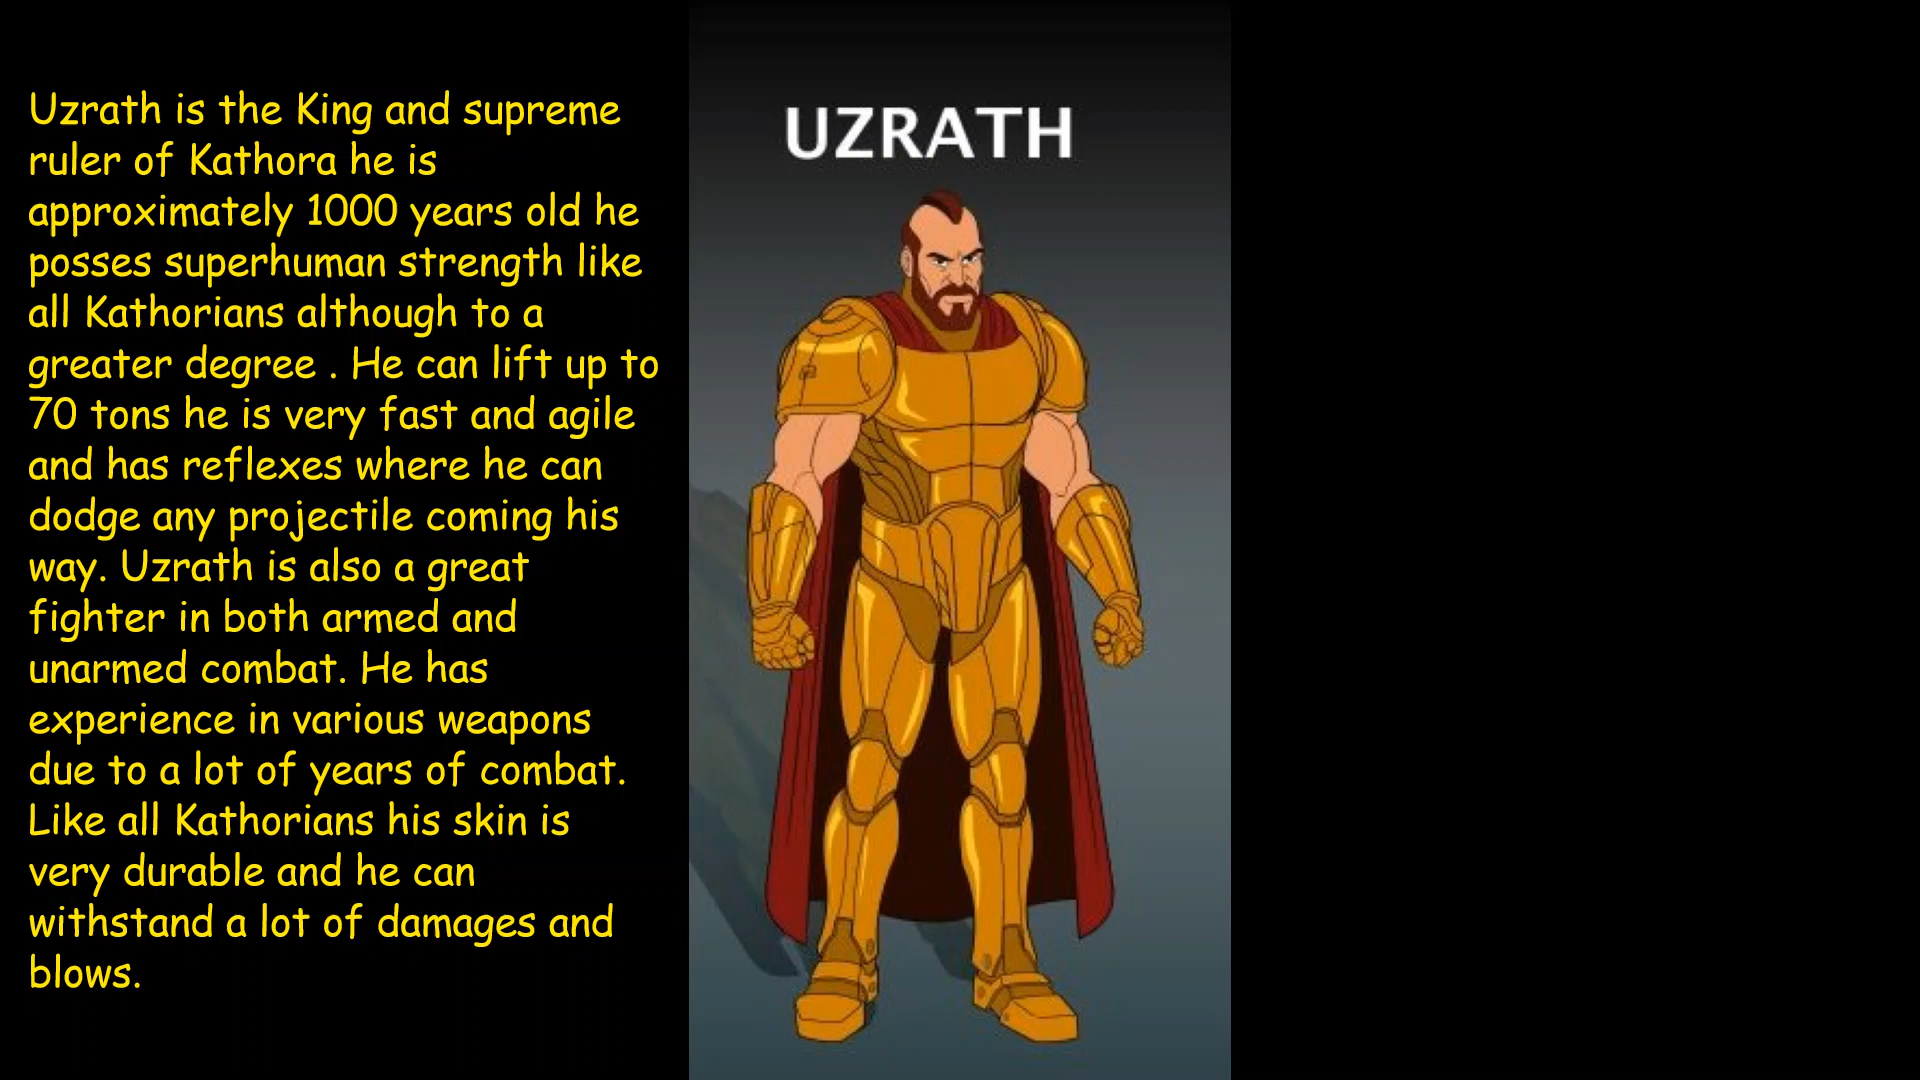 Uzrath is the King and supreme
ruler of Kathora he is
approximately 1000 years old he
posses superhuman strength like
all Kathorians although to a
greater degree . He can lift up to
70 tons he is very fast and agile
and has reflexes where he can
dodge any projectile coming his
way. Uzrath is also a great
fighter in both armed and
unarmed combat. He has
experience in various weapons
due to a lot of years of combat.
Like all Kathorians his skin is
very durable and he can
withstand a lot of damages and
blows.
UZRATH